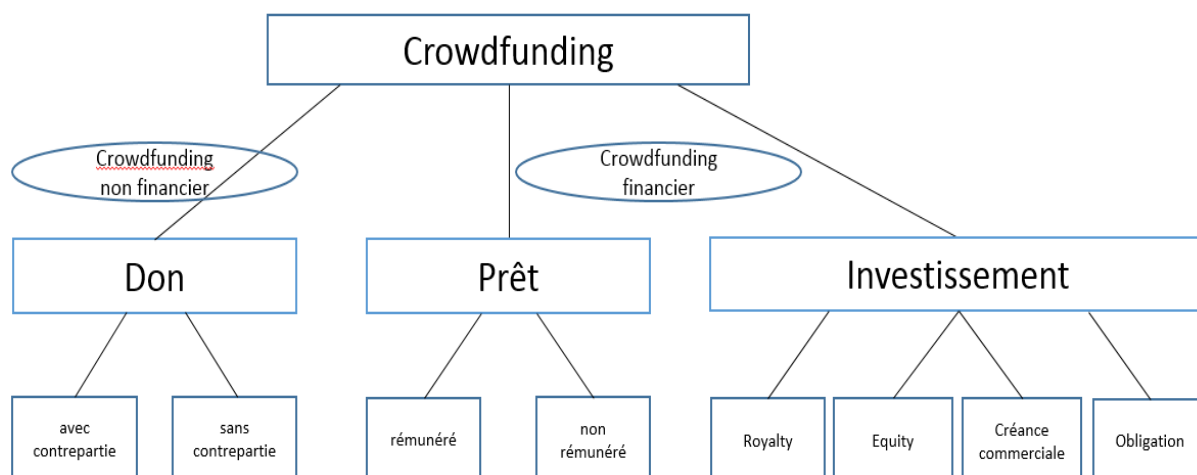 Crowdfunding
Crowdfunding
non financier
Crowdfunding
financier
Don
Prêt
Investissement
avec
contrepartie
sans
contrepartie
rémunéré
non
rémunéré
Royalty
Equity
Créance
commerciale
Obligation